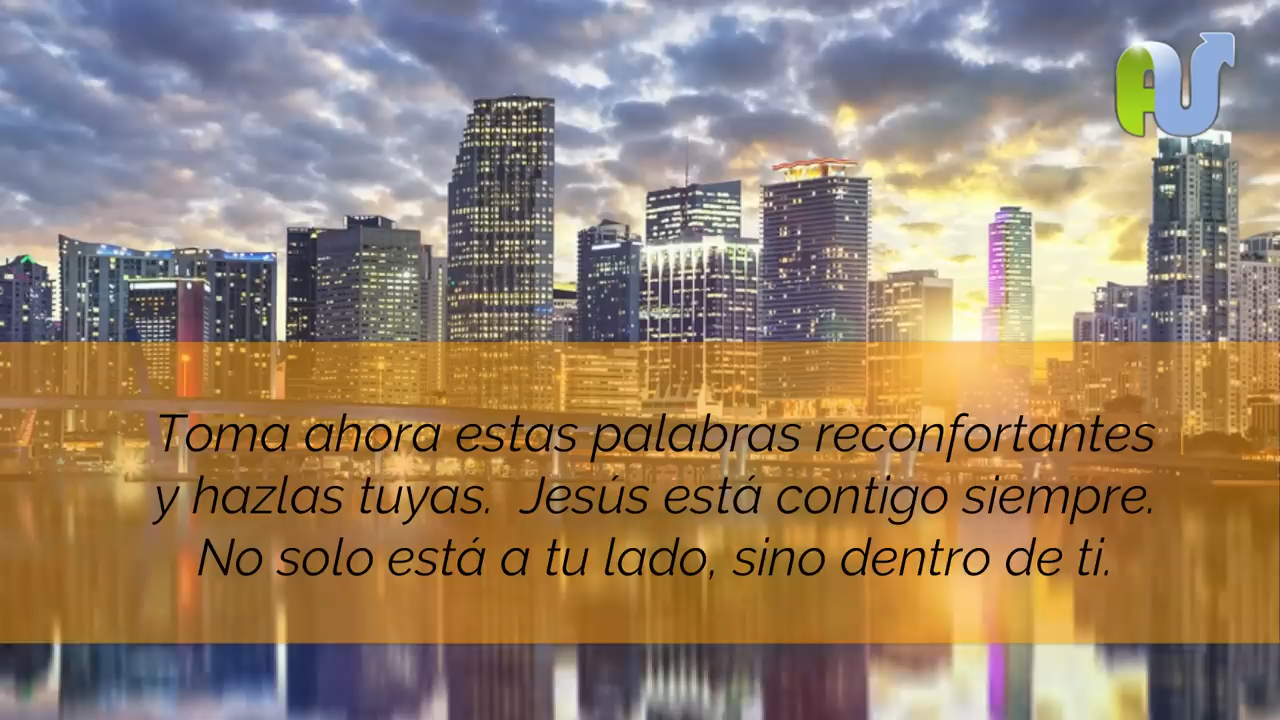 AU
Toma ahora estas palabras reconfortantes
y hazlas tuyas.  Jesús está contigo siempre.
No solo está a tu lado, sino dentro de ti.